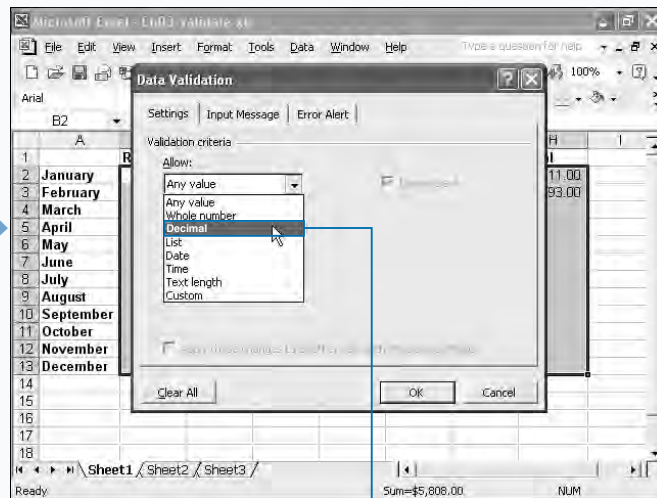 Microsoft Excel - Ch03 validate.xls
File Edit View Insert Format Tools Data Window Help Type a question for help
100%
Arial
B2
A H I
1
2 January 11.00
3 February 93.00
4 March
5 April
6 May
7 June
8 July
9 August
10 September
11 October
12 November
13 December
14
15
16
17
18
Data Validation
Settings Input Message Error Alert
Validation criteria
Allow:
Any value
Any value
Whole number
Decimal
List
Date
Time
Text length
Custom
Clear All OK Cancel
Sheet1 Sheet2 Sheet3
Ready Sum=$5,808.00 NUM